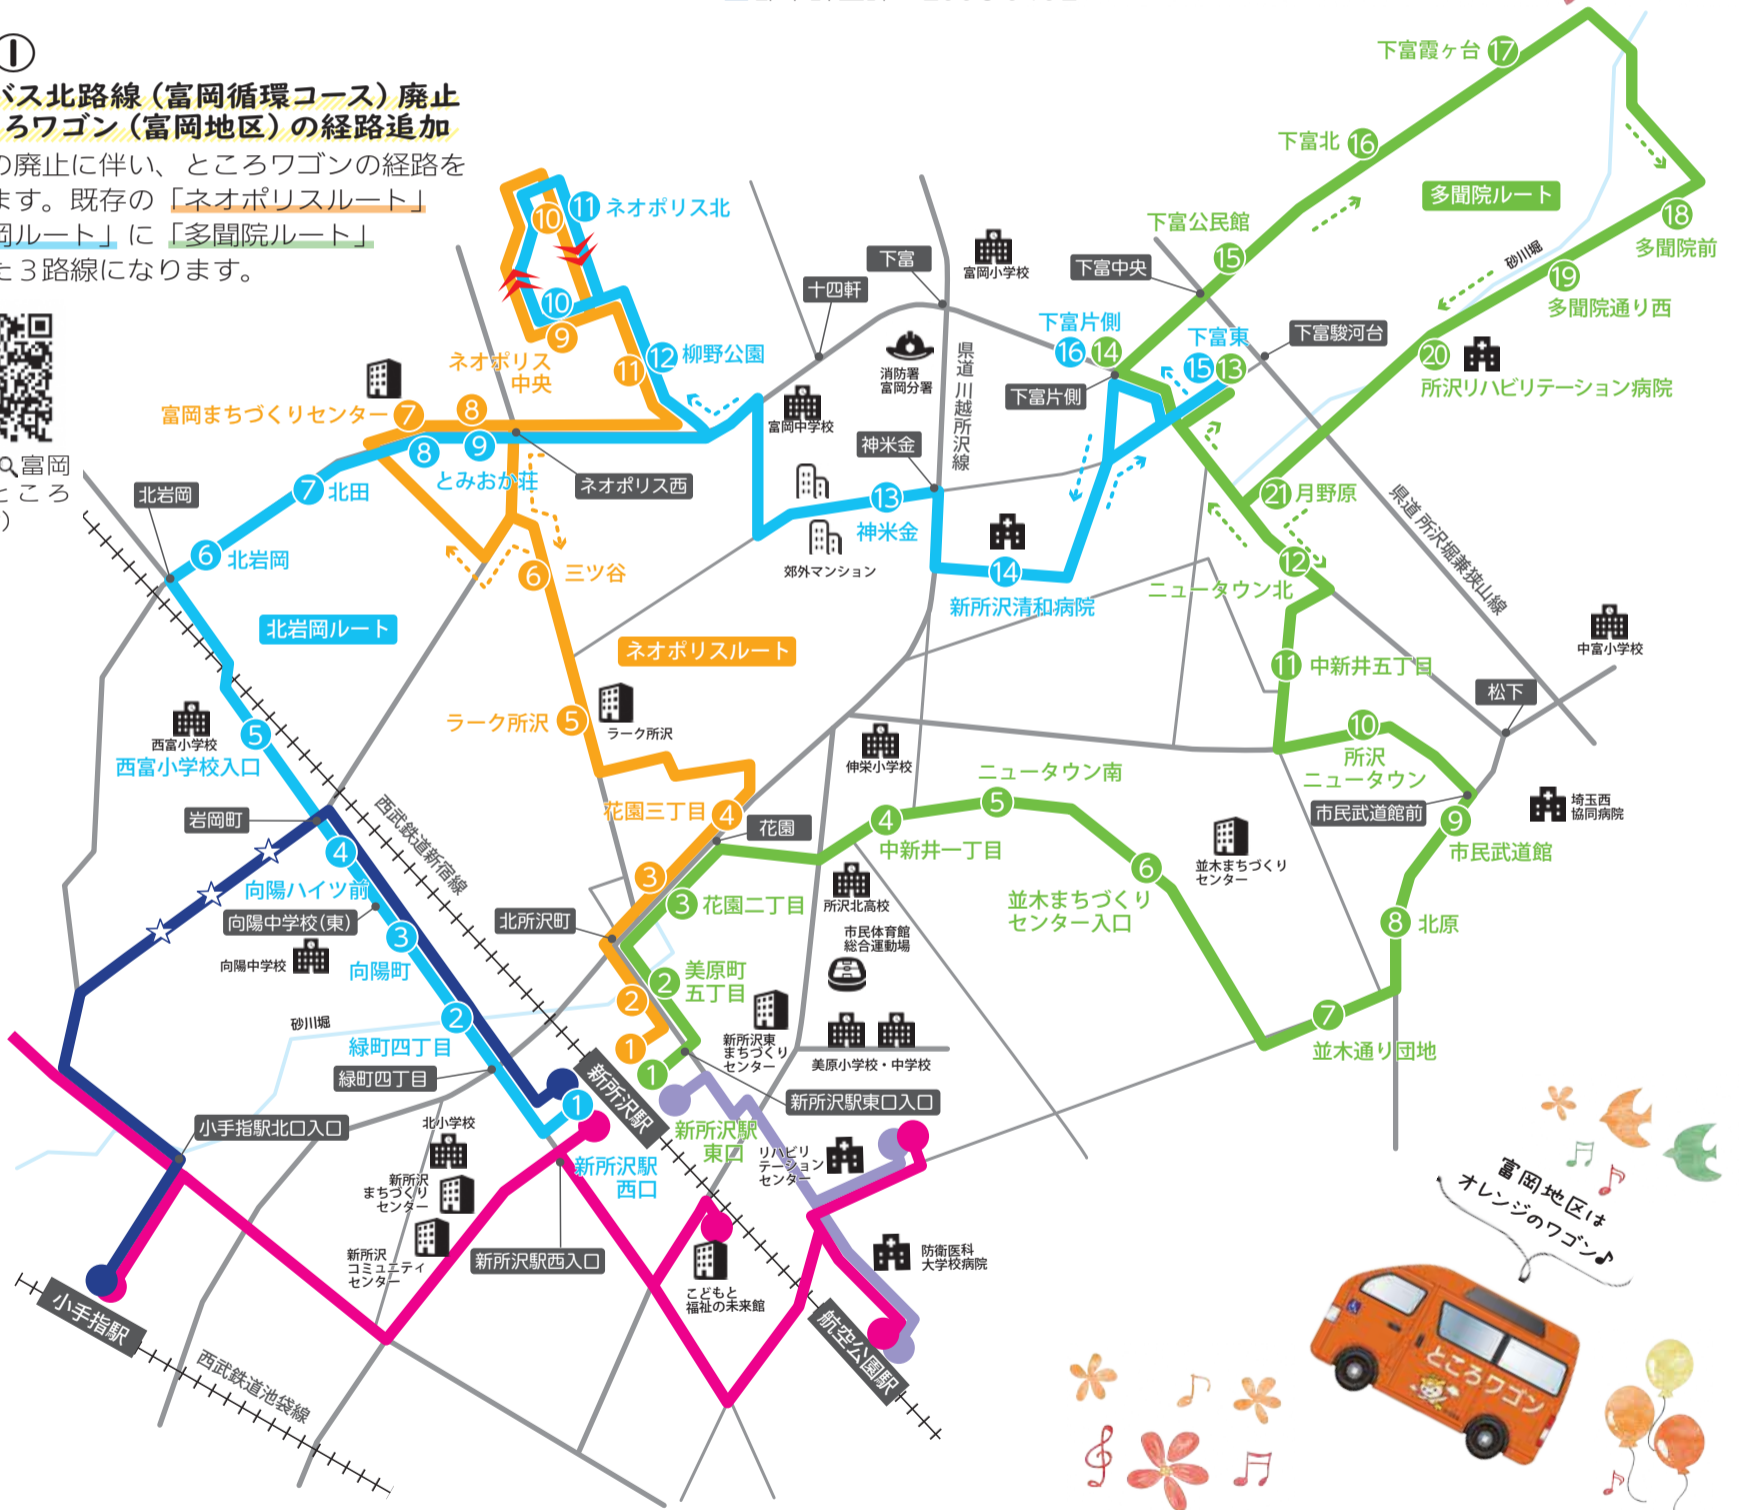 ①
バス北路線（富岡循環コース）廃止
ろワゴン（富岡地区）の経路追加
の廃止に伴い、ところワゴンの経路を
ます。既存の「ネオポリスルート」
岡ルート」に「多聞院ルート」
た３路線になります。
富岡
ところ
)
下富霞ヶ台 17
下富北 16
多聞院ルート
18
多聞院前
砂川堀
19
多聞院通り西
20
所沢リハビリテーション病院
下富公民館
15
下富中央
下富
富岡小学校
十四軒
10
11 ネオポリス北
10
9
ネオポリス
中央
11
12 柳野公園
消防署
富岡分署
県道 川越所沢線
下富片側
16 14
下富東
15 13
下富駿河台
下富片側
富岡まちづくりセンター 7
8
8
9
とみおか荘
ネオポリス西
富岡中学校
神米金
13
神米金
郊外マンション
14
新所沢清和病院
21 月野原
県道 所沢堀兼狭山線
12
ニュータウン北
北岩岡
7 北田
6 北岩岡
6 三ツ谷
北岩岡ルート
ネオポリスルート
11 中新井五丁目
中富小学校
松下
西富小学校
5
西富小学校入口
ラーク所沢 5
ラーク所沢
伸栄小学校
10
所沢
ニュータウン
市民武道館前
9
市民武道館
埼玉西
協同病院
岩岡町
西武鉄道新宿線
4
向陽ハイツ前
花園三丁目 4
花園
ニュータウン南
5
4
中新井一丁目
6
並木まちづくり
センター入口
並木まちづくり
センター
3
3 花園二丁目
所沢北高校
8 北原
向陽中学校(東)
3
向陽町
向陽中学校
北所沢町
市民体育館
総合運動場
2 美原町
五丁目
2
1
1
新所沢東
まちづくり
センター
美原小学校・中学校
7
並木通り団地
砂川堀
2
緑町四丁目
緑町四丁目
新所沢駅
新所沢駅東口入口
1
新所沢駅
東口
小手指駅北口入口
北小学校
リハビリ
テーション
センター
新所沢駅
西口
新所沢
まちづくり
センター
新所沢
コミュニティ
センター
新所沢駅西入口
こどもと
福祉の未来館
防衛医科
大学校病院
小手指駅
西武鉄道池袋線
航空公園駅
富岡地区は
オレンジのワゴン♪
ところワゴン